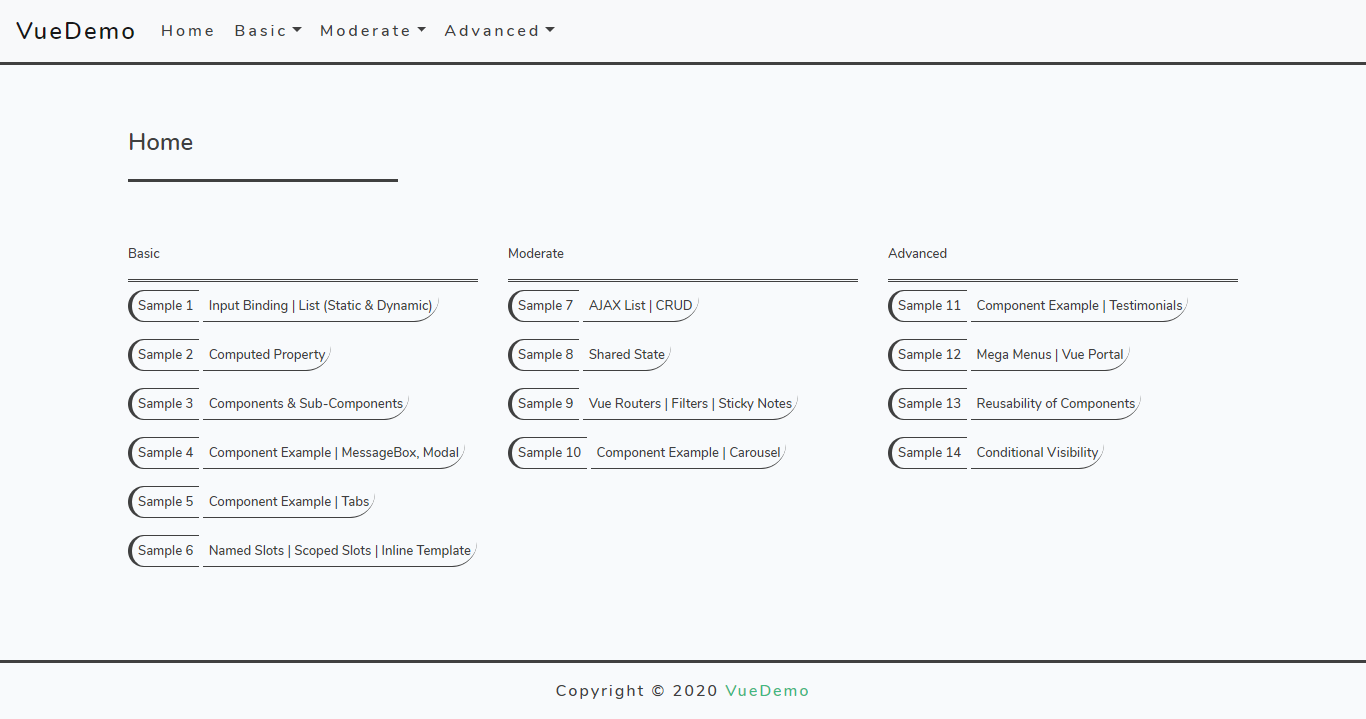 VueDemo Home Basic Moderate Advanced
Home
Basic
Sample 1 Input Binding | List (Static & Dynamic)
Sample 2 Computed Property
Sample 3 Components & Sub-Components
Sample 4 Component Example | MessageBox, Modal
Sample 5 Component Example | Tabs
Sample 6 Named Slots | Scoped Slots | Inline Template
Moderate
Sample 7 AJAX List | CRUD
Sample 8 Shared State
Sample 9 Vue Routers | Filters | Sticky Notes
Sample 10 Component Example | Carousel
Advanced
Sample 11 Component Example | Testimonials
Sample 12 Mega Menus | Vue Portal
Sample 13 Reusability of Components
Sample 14 Conditional Visibility
Copyright © 2020 VueDemo